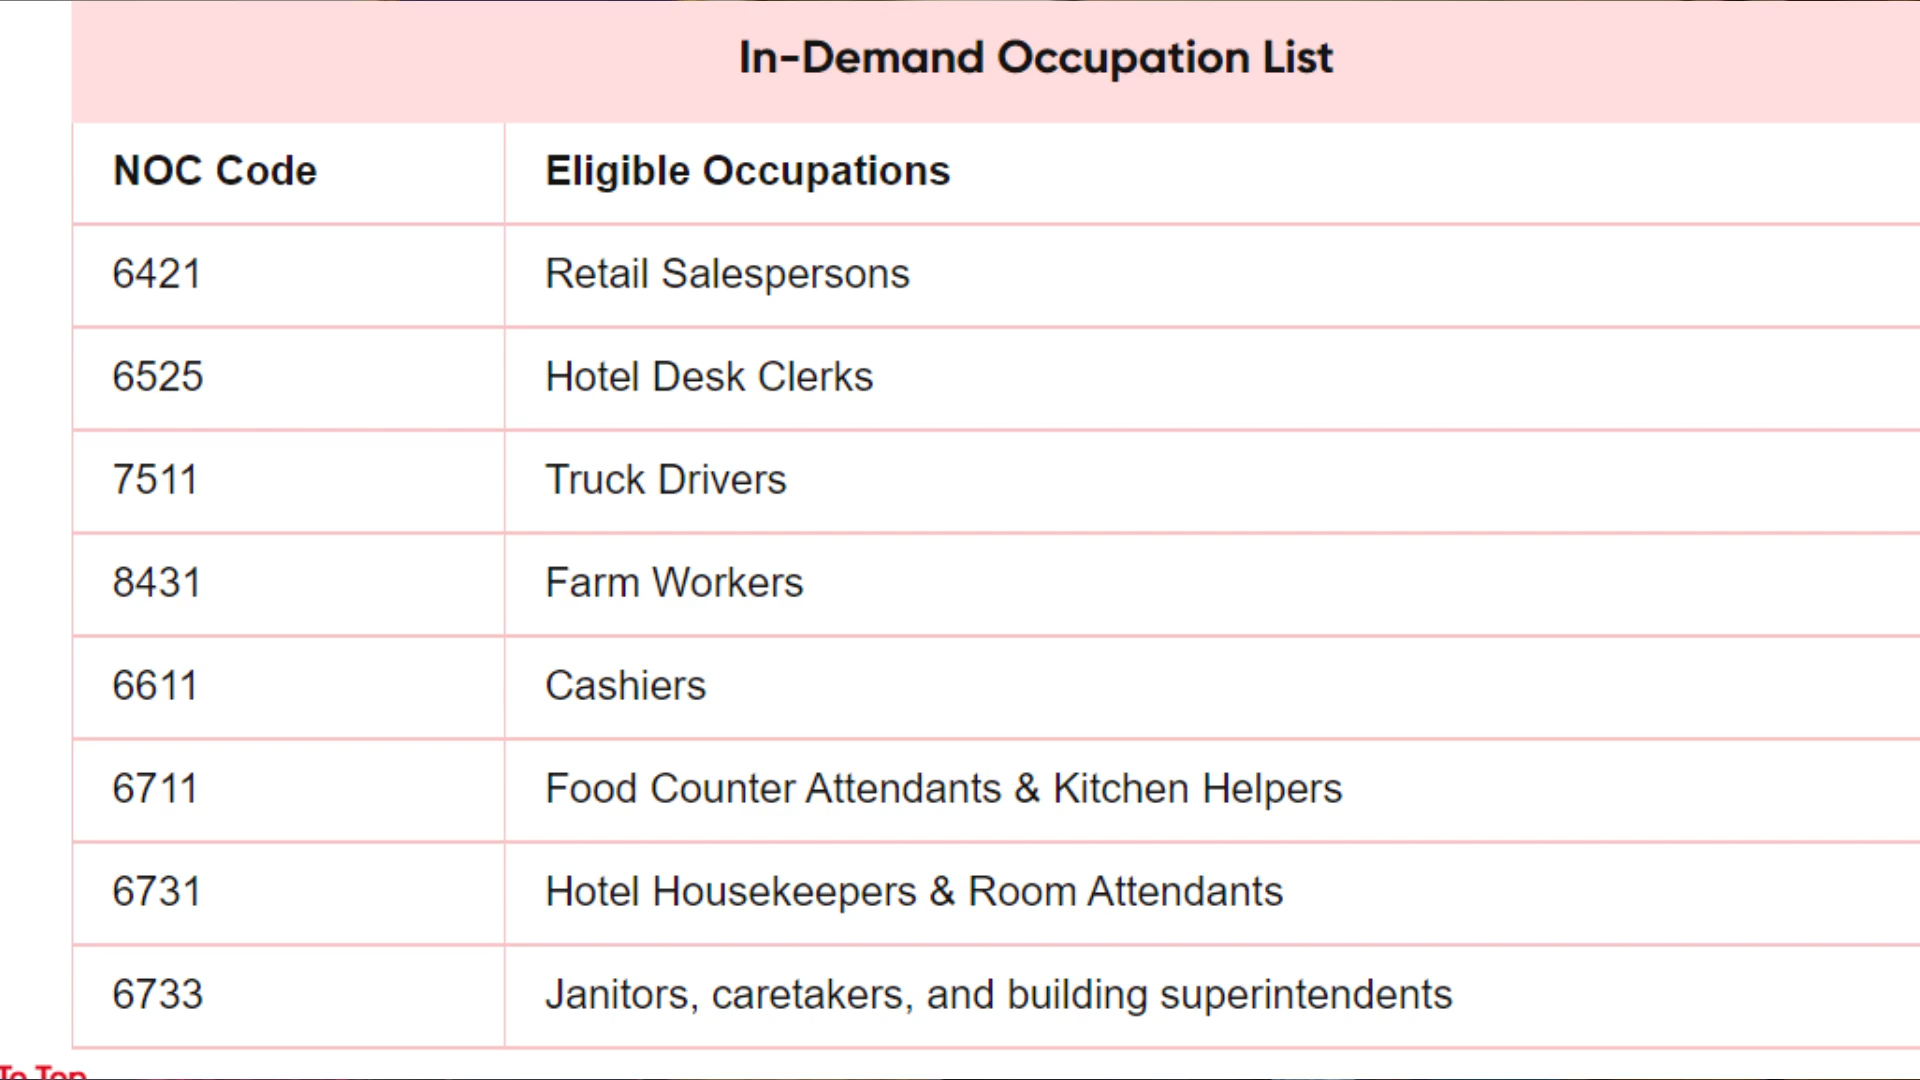 In-Demand Occupation List
NOC Code Eligible Occupations
6421 Retail Salespersons
6525 Hotel Desk Clerks
7511 Truck Drivers
8431 Farm Workers
6611 Cashiers
6711 Food Counter Attendants & Kitchen Helpers
6731 Hotel Housekeepers & Room Attendants
6733 Janitors, caretakers, and building superintendents
To Top